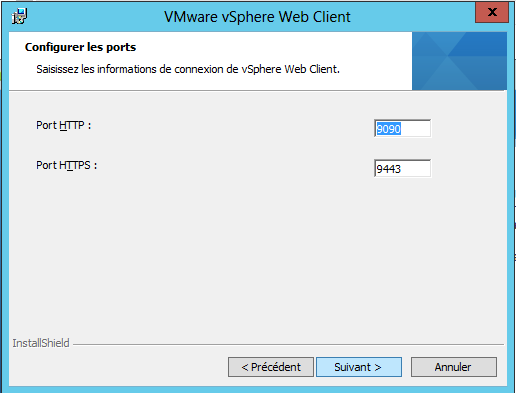 VMware vSphere Web Client
x
Configurer les ports
Saisissez les informations de connexion de vSphere Web Client.
Port HTTP :
9090
Port HTTPS :
9443
InstallShield
< Précédent
Suivant >
Annuler